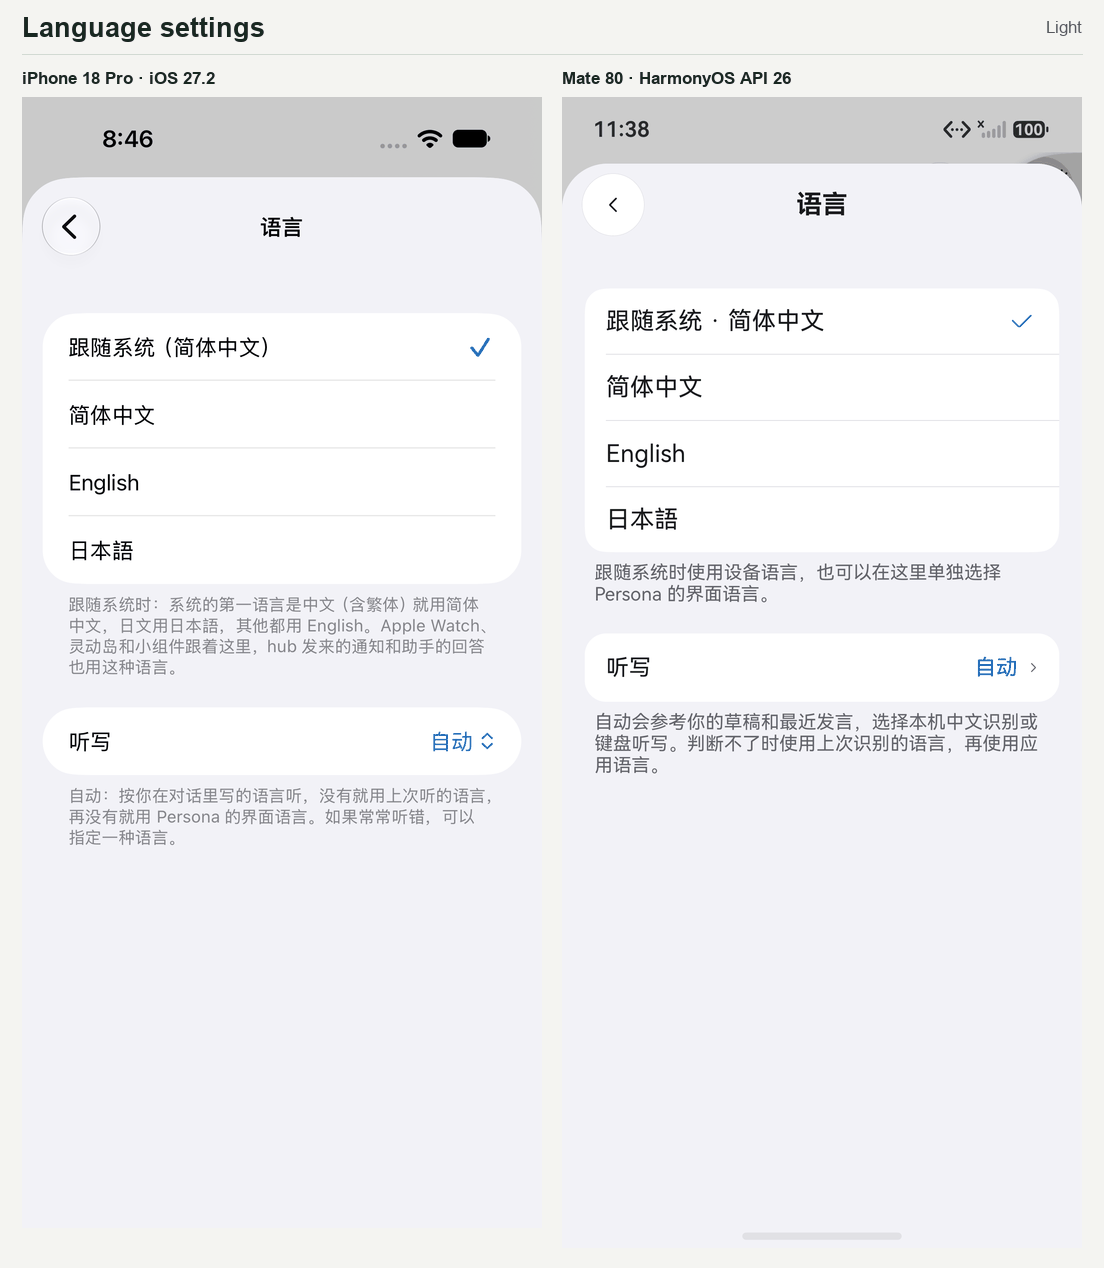 Language settings
Light
iPhone 18 Pro · iOS 27.2
8:46
语言
跟随系统（简体中文）
简体中文
English
日本語
跟随系统时：系统的第一语言是中文（含繁体）就用简体
中文，日文用日本語，其他都用 English。Apple Watch、
灵动岛和小组件跟着这里，hub 发来的通知和助手的回答
也用这种语言。
听写
自动
自动：按你在对话里写的语言听，没有就用上次听的语言，
再没有就用 Persona 的界面语言。如果常常听错，可以
指定一种语言。
Mate 80 · HarmonyOS API 26
11:38
100
语言
跟随系统 · 简体中文
简体中文
English
日本語
跟随系统时使用设备语言，也可以在这里单独选择
Persona 的界面语言。
听写
自动
自动会参考你的草稿和最近发言，选择本机中文识别或
键盘听写。判断不了时使用上次识别的语言，再使用应
用语言。